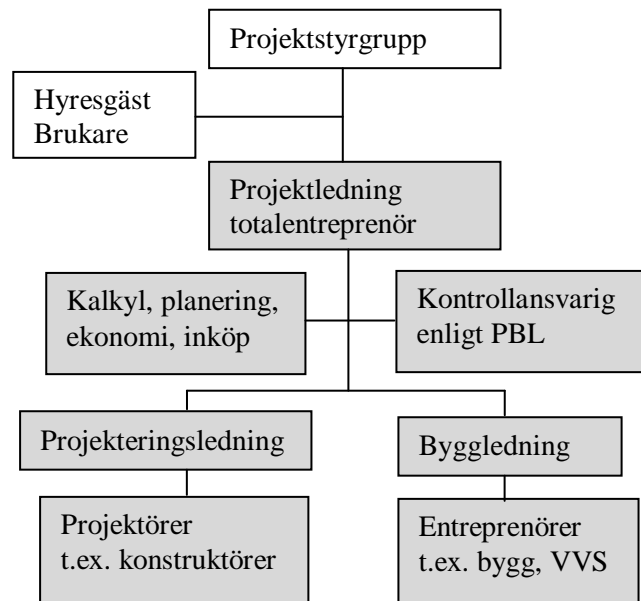 Projektstyrgrupp
Hyresgäst
Brukare
Projektledning
totalentreprenör
Kalkyl, planering,
ekonomi, inköp
Kontrollansvarig
enligt PBL
Projekteringsledning
Byggledning
Projektörer
t.ex. konstruktörer
Entreprenörer
t.ex. bygg, VVS